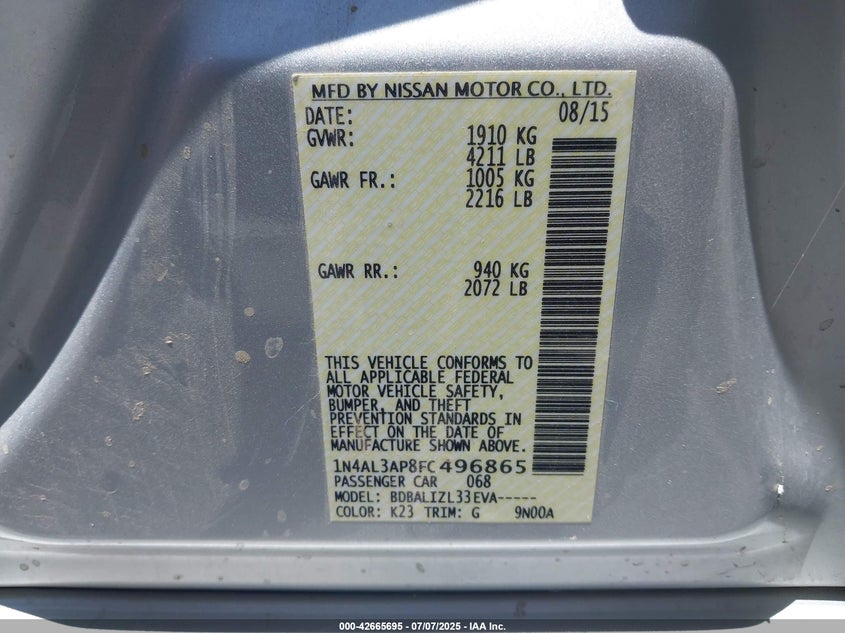 MFD BY NISSAN MOTOR CO., LTD.
DATE: 08/15
GVWR: 1910 KG
4211 LB
GAWR FR.: 1005 KG
2216 LB
GAWR RR.: 940 KG
2072 LB
THIS VEHICLE CONFORMS TO
ALL APPLICABLE FEDERAL
MOTOR VEHICLE SAFETY,
BUMPER, AND THEFT
PREVENTION STANDARDS IN
EFFECT ON THE DATE OF
MANUFACTURE SHOWN ABOVE.
1N4AL3AP8FC496865
PASSENGER CAR 068
MODEL: BDBALIZL33EVA-----
COLOR: K23 TRIM: G 9N00A
000-42665695 - 07/07/2025 - IAA Inc.